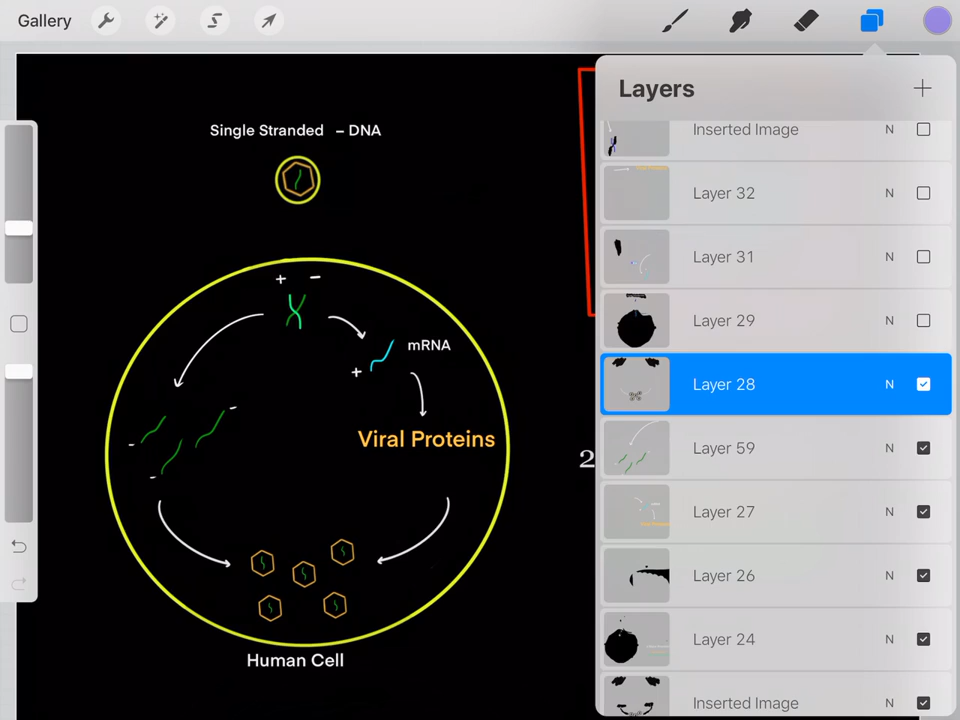 Gallery
Layers
Single Stranded – DNA
Inserted Image N
Layer 32 N
Layer 31 N
+ –
Layer 29 N
mRNA
+
Layer 28 N
-
-
Viral Proteins
Layer 59 N
2
-
Layer 27 N
Layer 26 N
Layer 24 N
Human Cell
Inserted Image N